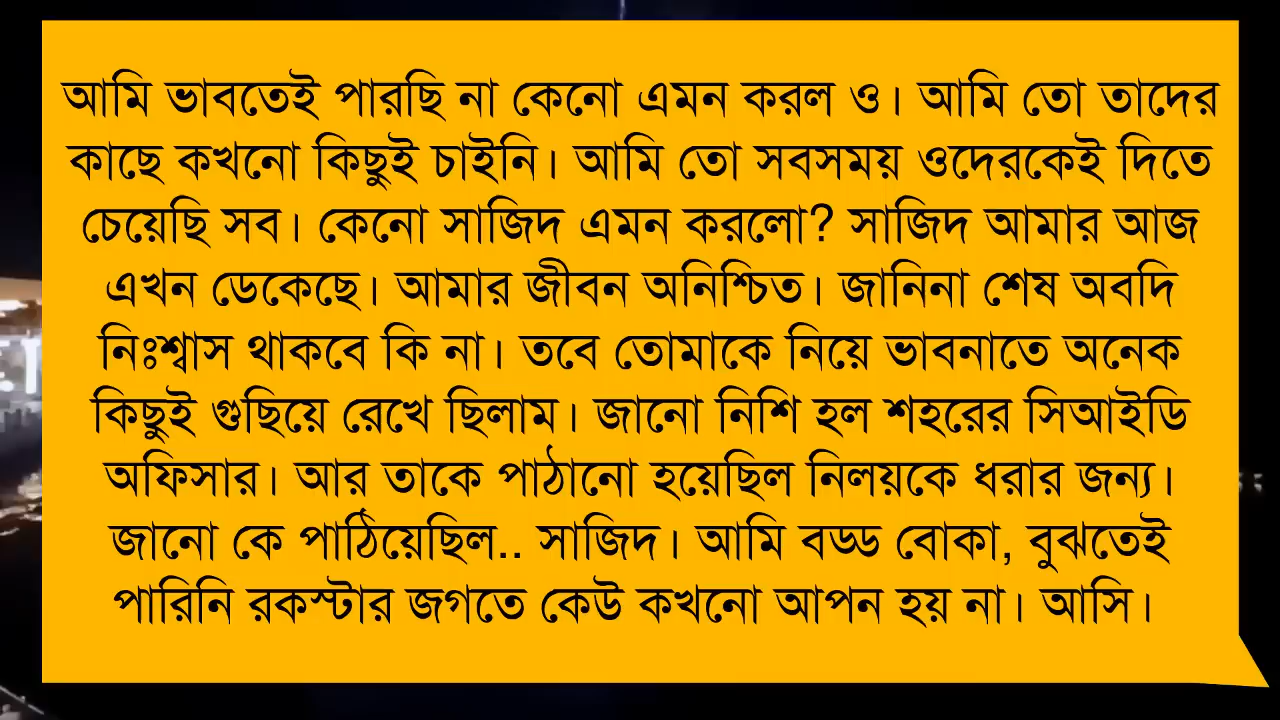 আমি ভাবতেই পারছি না কেনো এমন করল ও। আমি তো তাদের
কাছে কখনো কিছুই চাইনি। আমি তো সবসময় ওদেরকেই দিতে
চেয়েছি সব। কেনো সাজিদ এমন করলো? সাজিদ আমার আজ
এখন ডেকেছে। আমার জীবন অনিশ্চিত। জানিনা শেষ অবদি
নিঃশ্বাস থাকবে কি না। তবে তোমাকে নিয়ে ভাবনাতে অনেক
কিছুই গুছিয়ে রেখে ছিলাম। জানো নিশি হল শহরের সিআইডি
অফিসার। আর তাকে পাঠানো হয়েছিল নিলয়কে ধরার জন্য।
জানো কে পাঠিয়েছিল.. সাজিদ। আমি বড্ড বোকা, বুঝতেই
পারিনি রকস্টার জগতে কেউ কখনো আপন হয় না। আসি।